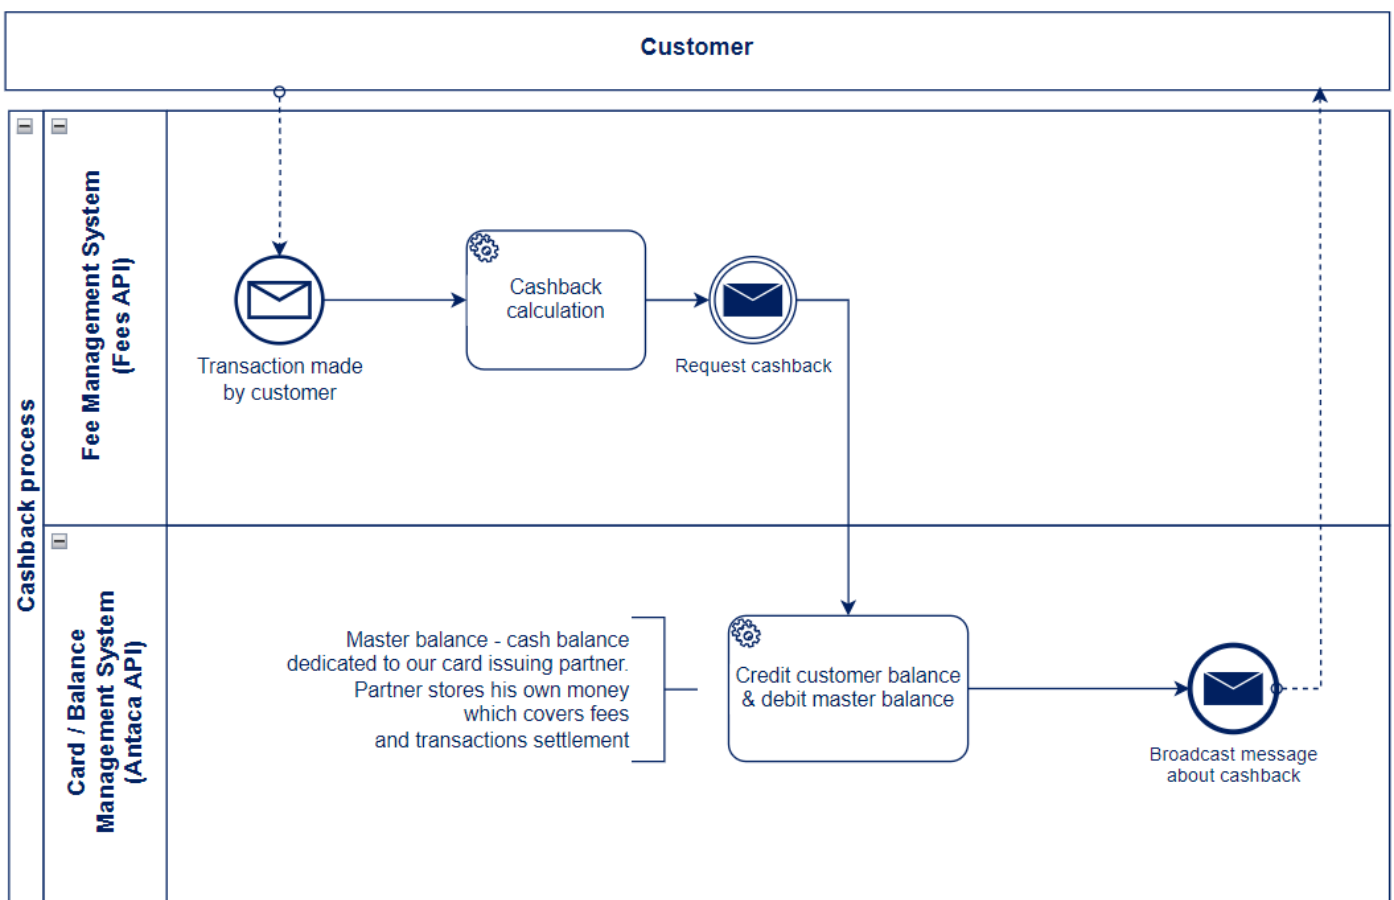 Customer
Cashback process
Fee Management System
(Fees API)
Transaction made
by customer
Cashback
calculation
Request cashback
Card / Balance
Management System
(Antaca API)
Master balance - cash balance
dedicated to our card issuing partner.
Partner stores his own money
which covers fees
and transactions settlement
Credit customer balance
& debit master balance
Broadcast message
about cashback